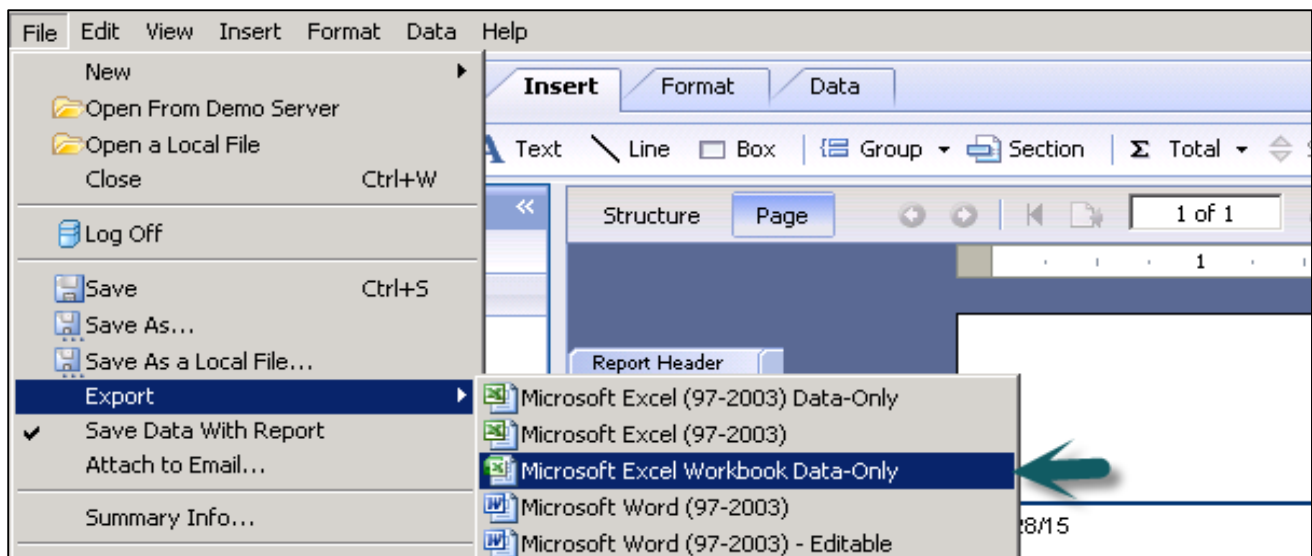 File Edit View Insert Format Data Help
New
Open From Demo Server
Open a Local File
Close Ctrl+W
Log Off
Save Ctrl+S
Save As...
Save As a Local File...
Export
Save Data With Report
Attach to Email...
Summary Info...
Insert Format Data
Text Line Box Group Section Σ Total
Structure Page 1 of 1
1
Report Header
Microsoft Excel (97-2003) Data-Only
Microsoft Excel (97-2003)
Microsoft Excel Workbook Data-Only
Microsoft Word (97-2003)
Microsoft Word (97-2003) - Editable
28/15